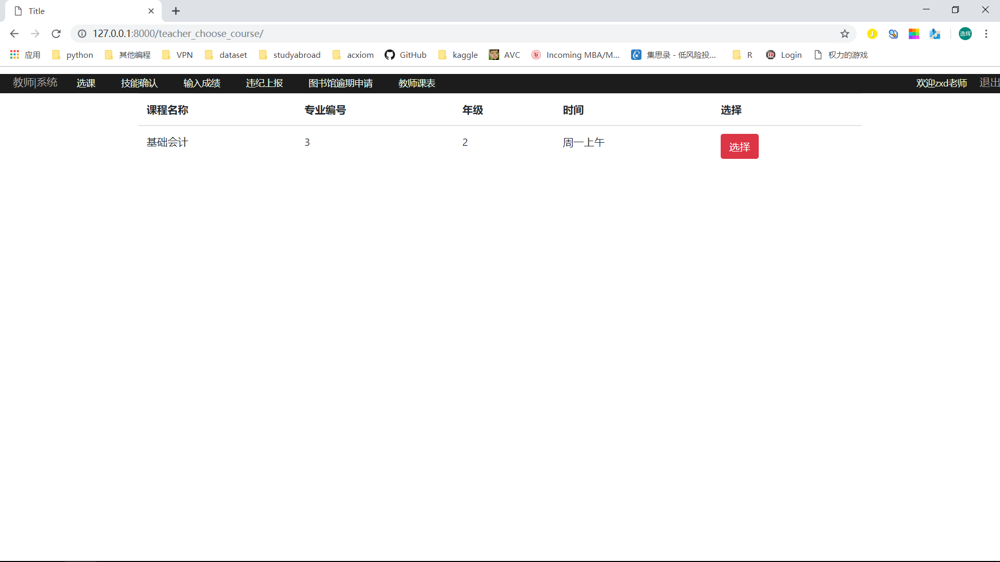 Title
127.0.0.1:8000/teacher_choose_course/
逸辉
应用 python 其他编程 VPN dataset studyabroad acxiom GitHub kaggle AVC Incoming MBA/M... 集思录 - 低风险投... R Login 权力的游戏
教师|系统 选课 技能确认 输入成绩 违纪上报 图书馆逾期申请 教师课表 欢迎zxd老师 退出
课程名称 专业编号 年级 时间 选择
基础会计 3 2 周一上午 选择